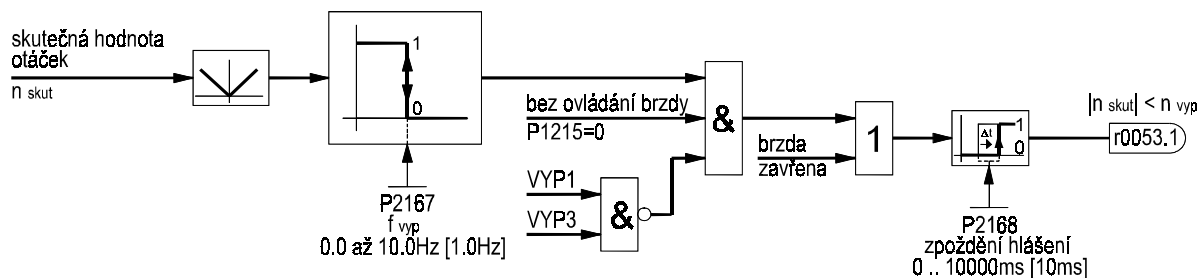 skutečná hodnota
otáček
n skut
1
0
P2167
f vyp
0.0 až 10.0Hz [1.0Hz]
bez ovládání brzdy
P1215=0
VYP1
VYP3
&
&
brzda
zavřena
1
Δt
1
0
P2168
zpoždění hlášení
0 .. 10000ms [10ms]
|n skut| < n vyp
r0053.1